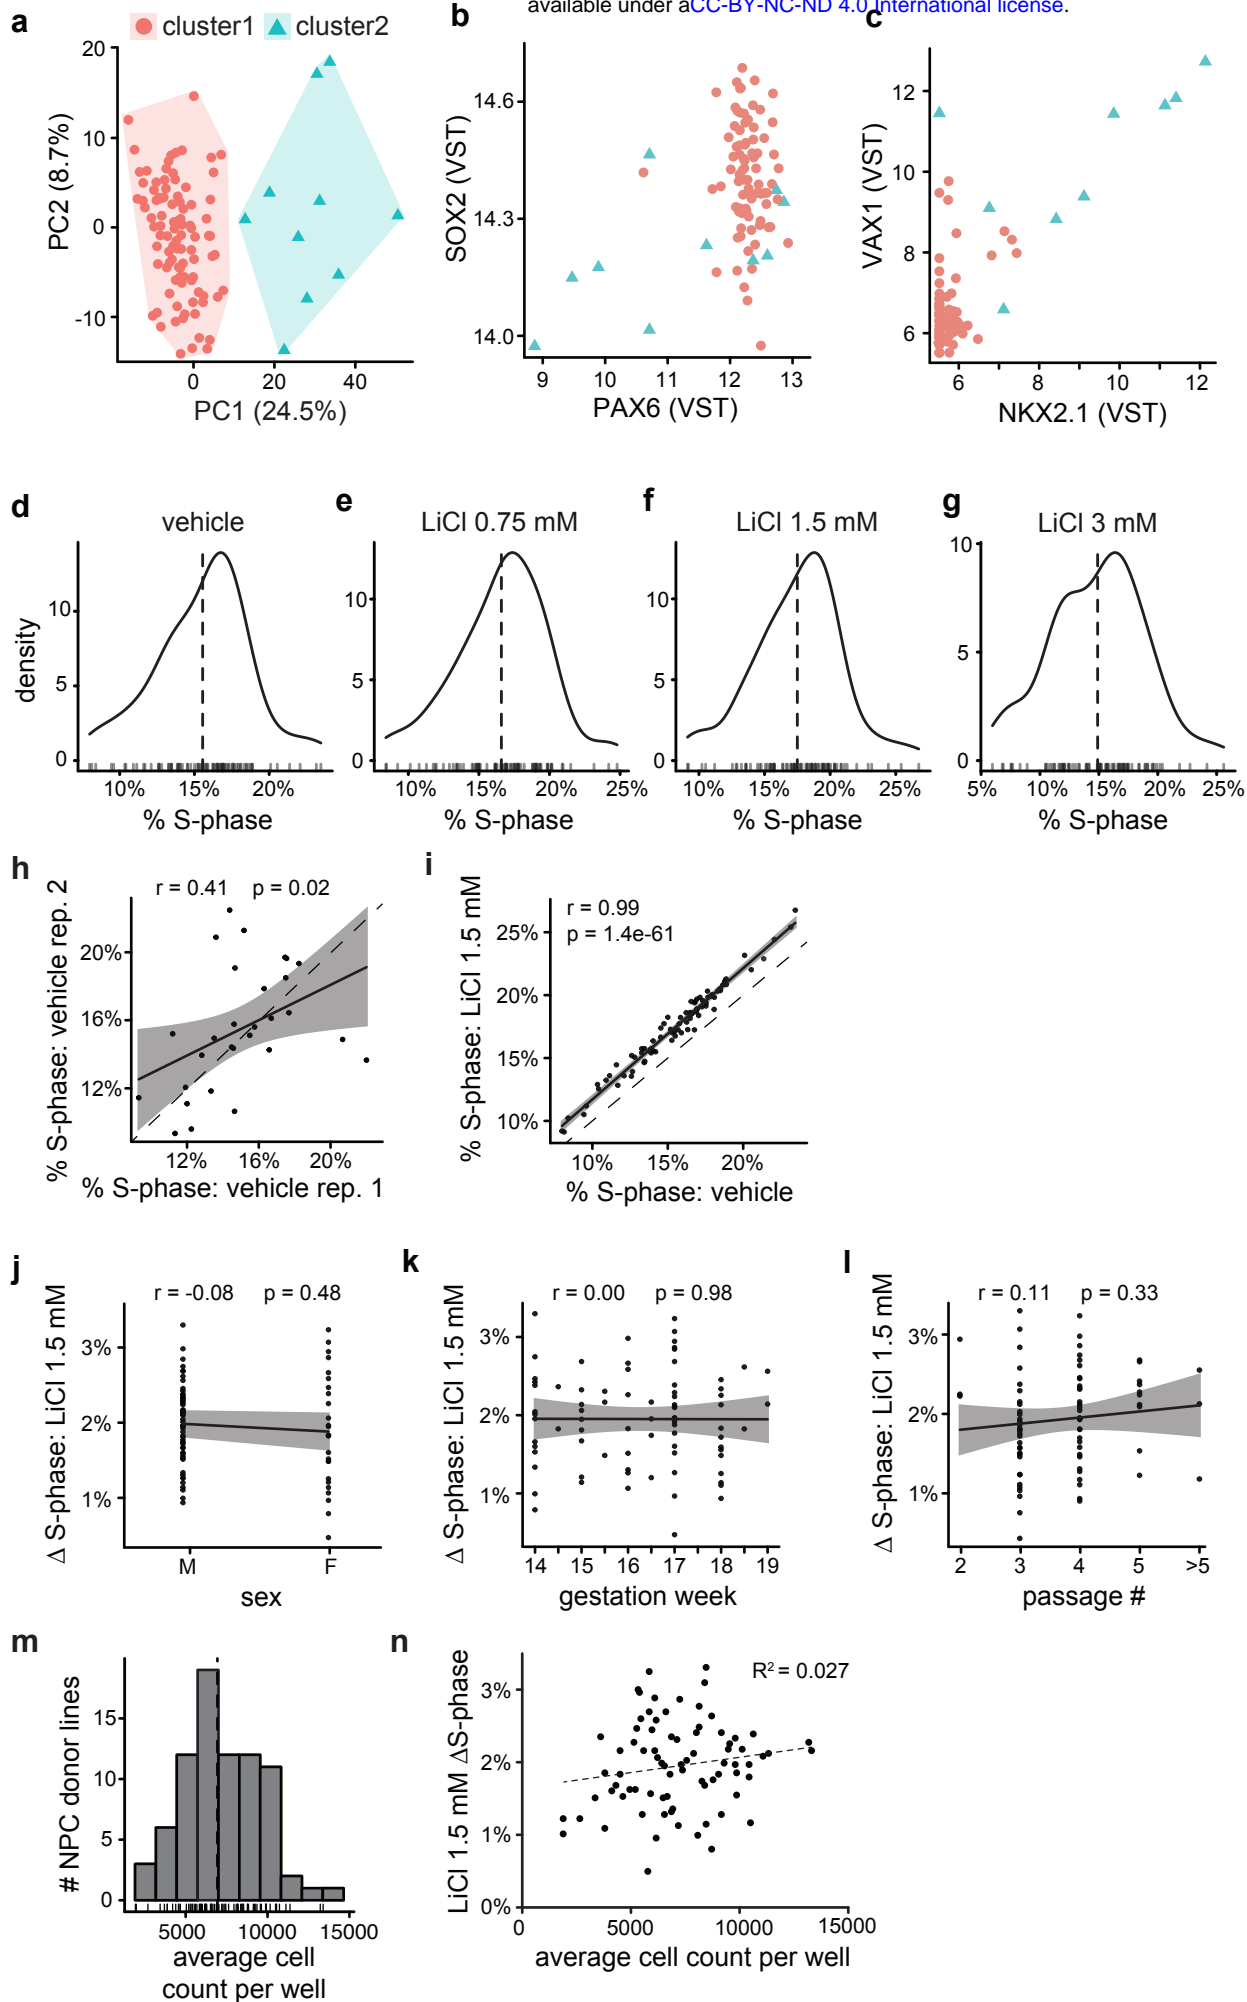 available under aCC-BY-NC-ND 4.0 International license.
a
cluster1
cluster2
20
10
0
-10
PC2 (8.7%)
0
20
40
PC1 (24.5%)
b
14.6
14.3
14.0
SOX2 (VST)
9
10
11
12
13
PAX6 (VST)
c
12
10
8
6
VAX1 (VST)
6
8
10
12
NKX2.1 (VST)
d
vehicle
10
5
0
density
10%
15%
20%
% S-phase
e
LiCl 0.75 mM
10
5
0
10%
15%
20%
25%
% S-phase
f
LiCl 1.5 mM
10
5
0
10%
15%
20%
25%
% S-phase
g
LiCl 3 mM
10
5
0
5%
10%
15%
20%
25%
% S-phase
h
r = 0.41
p = 0.02
20%
16%
12%
% S-phase: vehicle rep. 2
12%
16%
20%
% S-phase: vehicle rep. 1
i
r = 0.99
p = 1.4e-61
25%
20%
15%
10%
% S-phase: LiCl 1.5 mM
10%
15%
20%
% S-phase: vehicle
j
r = -0.08
p = 0.48
3%
2%
1%
Δ S-phase: LiCl 1.5 mM
M
F
sex
k
r = 0.00
p = 0.98
3%
2%
1%
Δ S-phase: LiCl 1.5 mM
14
15
16
17
18
19
gestation week
l
r = 0.11
p = 0.33
3%
2%
1%
Δ S-phase: LiCl 1.5 mM
2
3
4
5
>5
passage #
m
15
10
5
0
# NPC donor lines
5000
10000
15000
average cell
count per well
n
R² = 0.027
3%
2%
1%
0%
LiCl 1.5 mM ΔS-phase
0
5000
10000
15000
average cell count per well